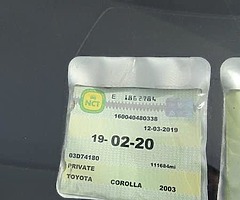 NCT
160040480338
12-03-2019
19-02-20
03D74180
PRIVATE 111684mi
TOYOTA COROLLA 2003